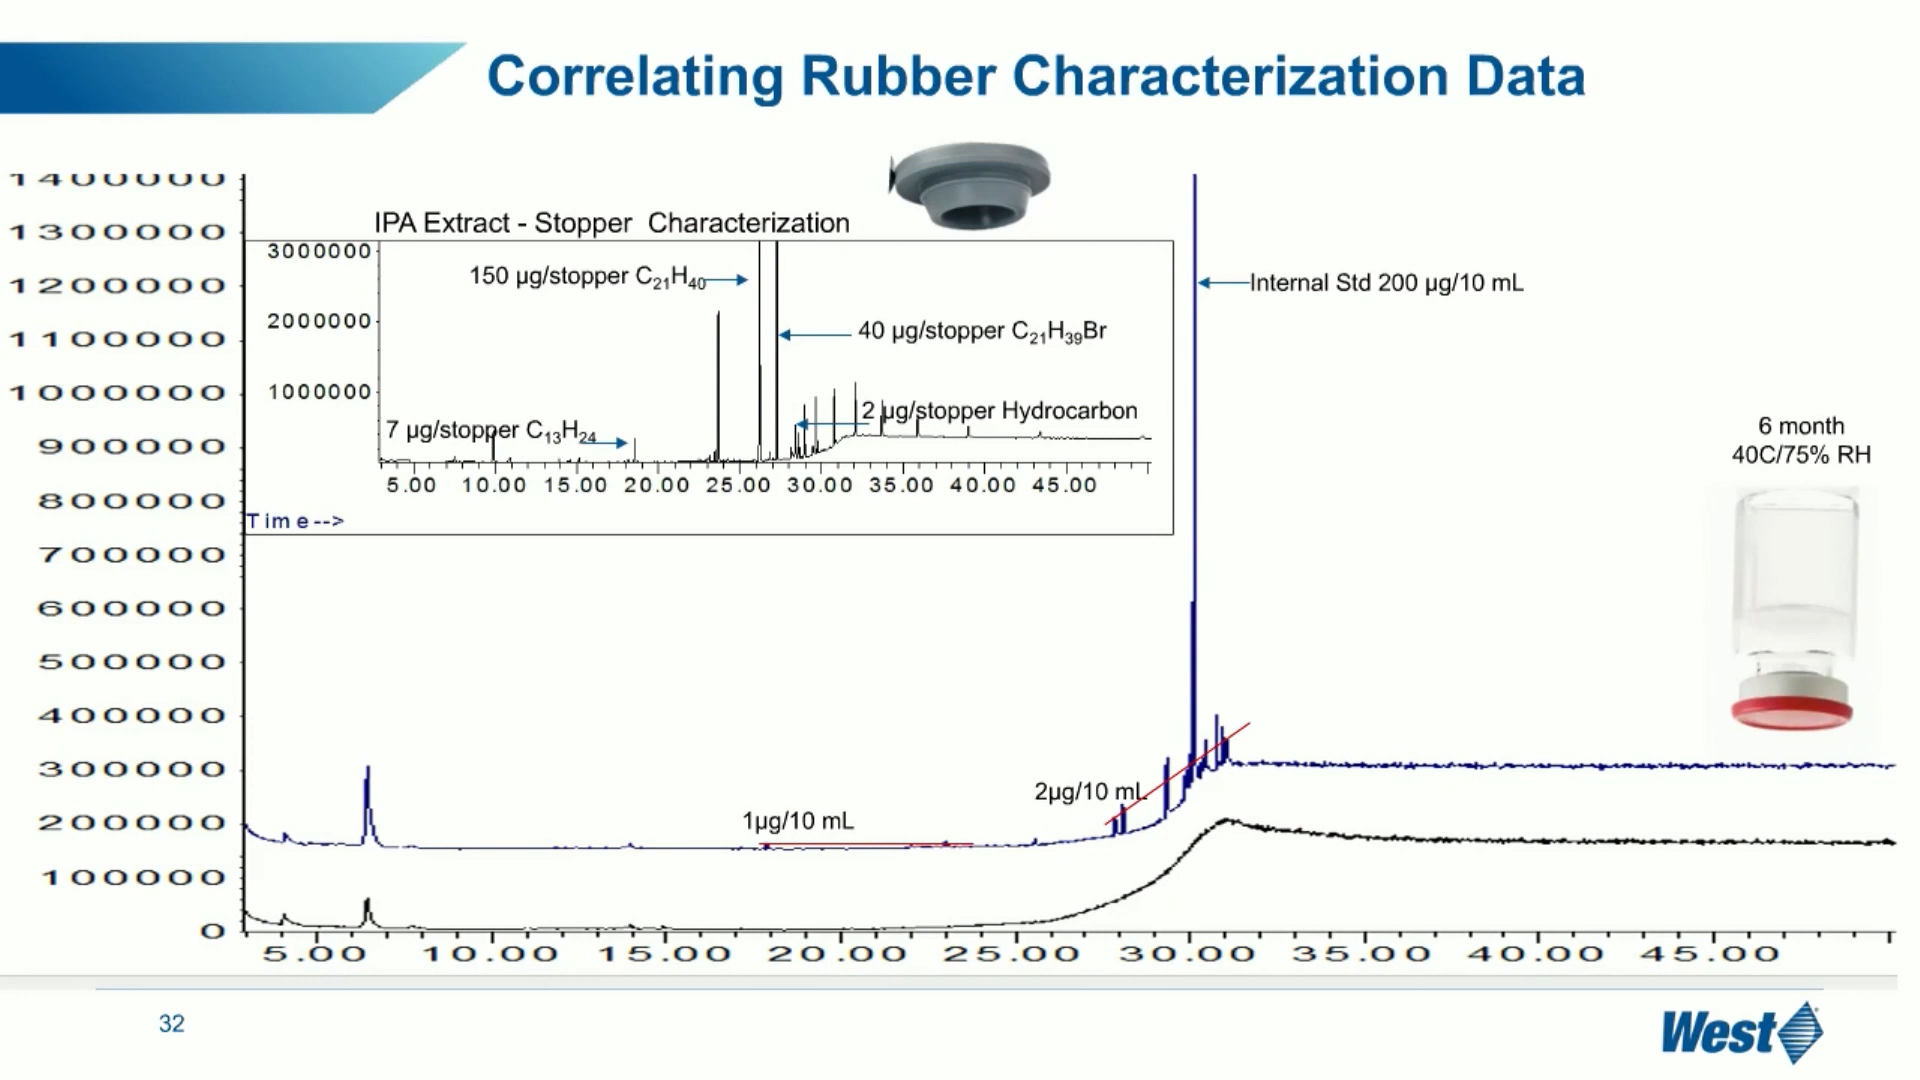 Correlating Rubber Characterization Data
IPA Extract - Stopper Characterization
3000000
2000000
1000000
150 µg/stopper C₂₁H₄₀
40 µg/stopper C₂₁H₃₉Br
2 µg/stopper Hydrocarbon
7 µg/stopper C₁₃H₂₄
5.00 10.00 15.00 20.00 25.00 30.00 35.00 40.00 45.00
Time-->
Internal Std 200 µg/10 mL
6 month
40C/75% RH
1400000
1300000
1200000
1100000
1000000
900000
800000
700000
600000
500000
400000
300000
200000
100000
0
2µg/10 mL
1µg/10 mL
5.00 10.00 15.00 20.00 25.00 30.00 35.00 40.00 45.00
32
West